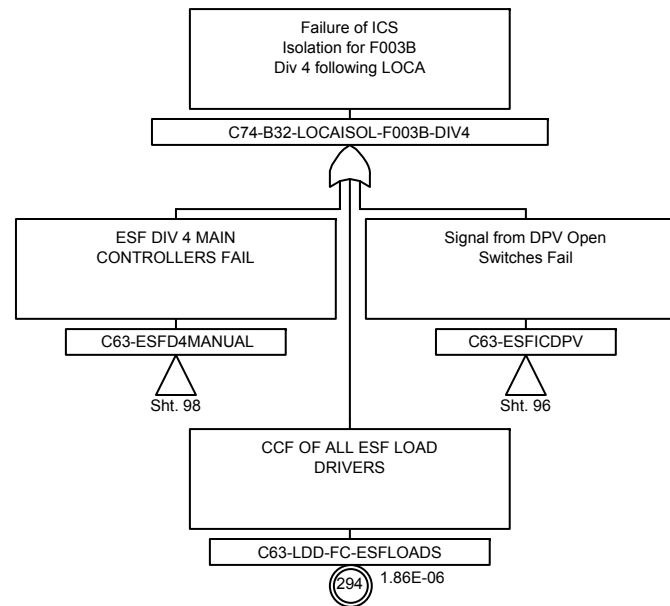 Failure of ICS
Isolation for F003B
Div 4 following LOCA
C74-B32-LOCAISOL-F003B-DIV4
ESF DIV 4 MAIN
CONTROLLERS FAIL
C63-ESFD4MANUAL
Sht. 98
Signal from DPV Open
Switches Fail
C63-ESFICDPV
Sht. 96
CCF OF ALL ESF LOAD
DRIVERS
C63-LDD-FC-ESFLOADS
294
1.86E-06